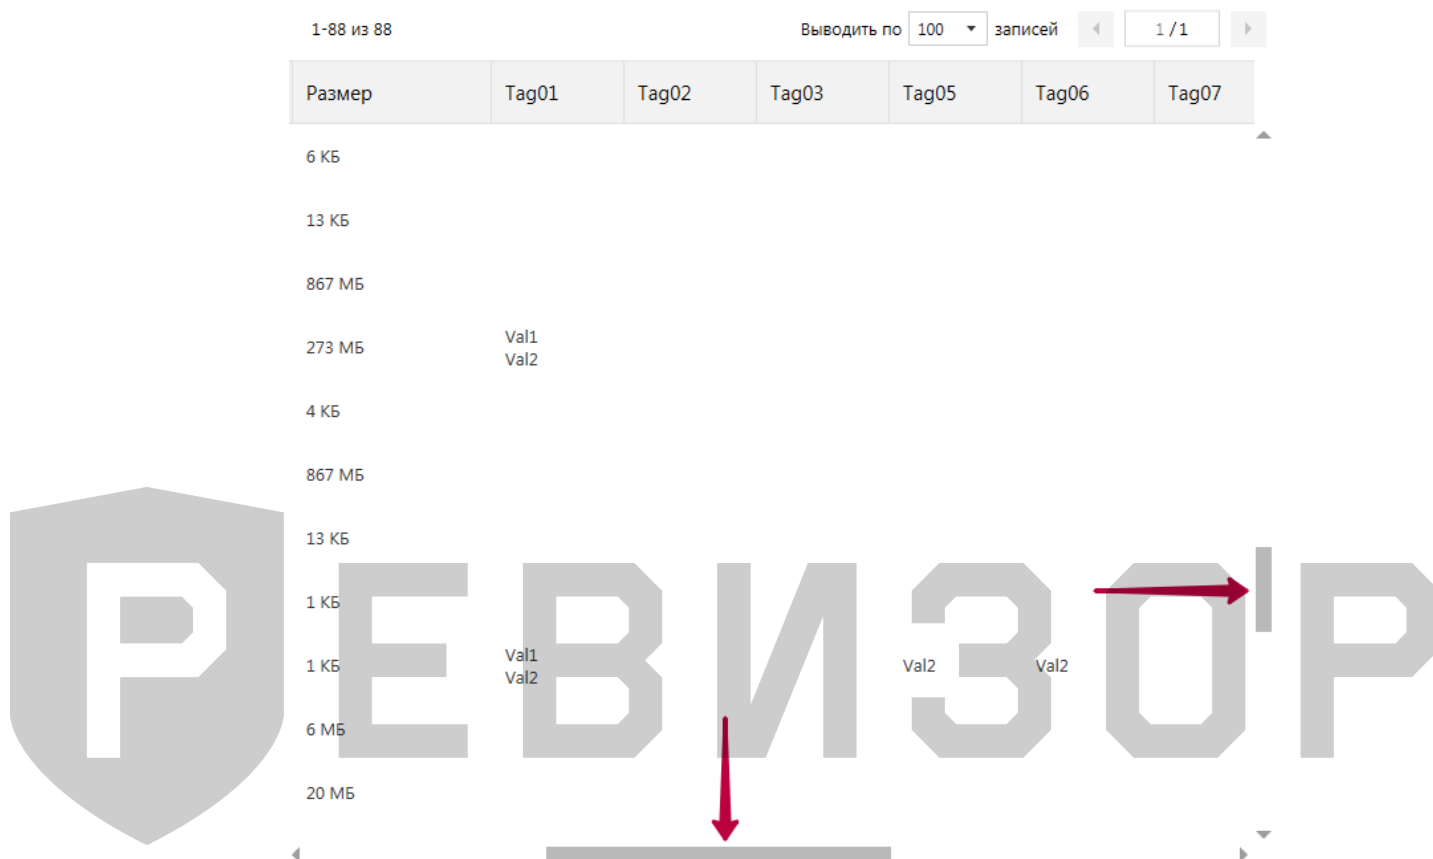 1-88 из 88 Выводить по 100 записей 1 / 1
Размер Tag01 Tag02 Tag03 Tag05 Tag06 Tag07
6 КБ
13 КБ
867 МБ
273 МБ Val1
Val2
4 КБ
867 МБ
13 КБ
1 КБ
1 КБ Val1 Val2 Val2
Val2
6 МБ
20 МБ
РЕВИЗОР